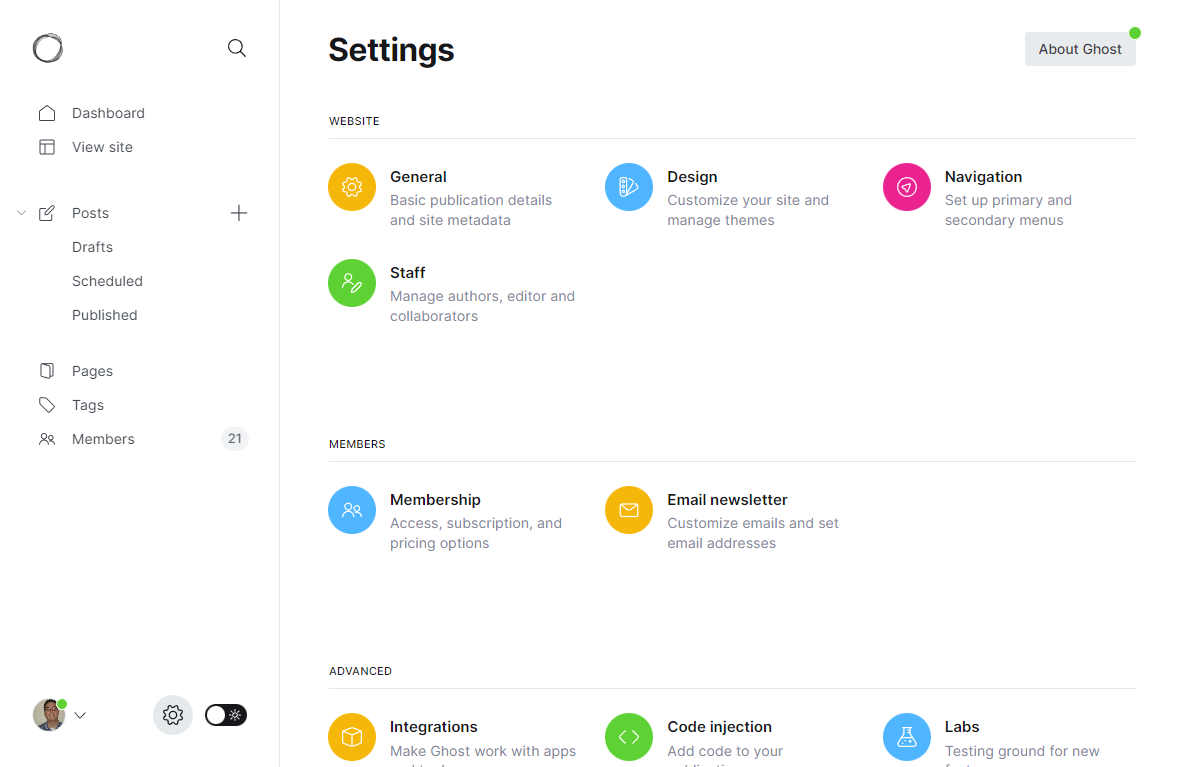 Settings
About Ghost
Dashboard
View site
Posts
Drafts
Scheduled
Published
Pages
Tags
Members
21
WEBSITE
General
Basic publication details
and site metadata
Design
Customize your site and
manage themes
Navigation
Set up primary and
secondary menus
Staff
Manage authors, editor and
collaborators
MEMBERS
Membership
Access, subscription, and
pricing options
Email newsletter
Customize emails and set
email addresses
ADVANCED
Integrations
Make Ghost work with apps
Code injection
Add code to your
Labs
Testing ground for new